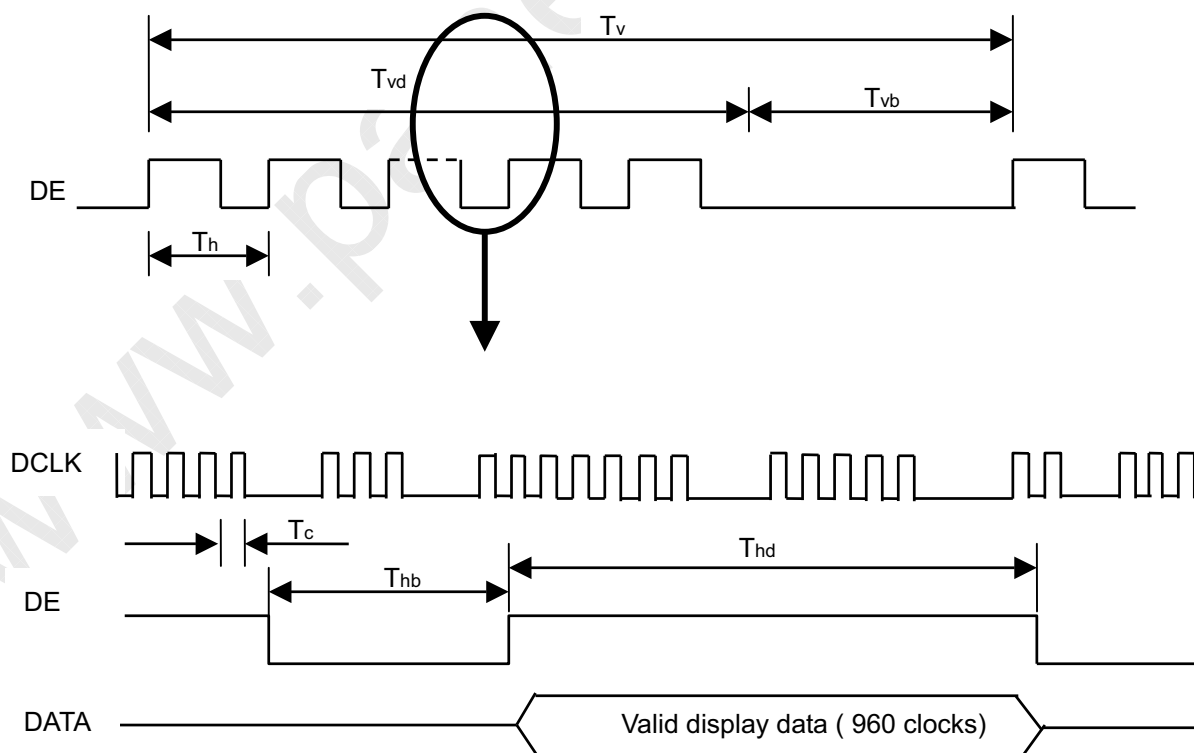 Tv
Tvd
Tvb
DE
Th
DCLK
Tc
Thd
Thb
DE
DATA
Valid display data ( 960 clocks)